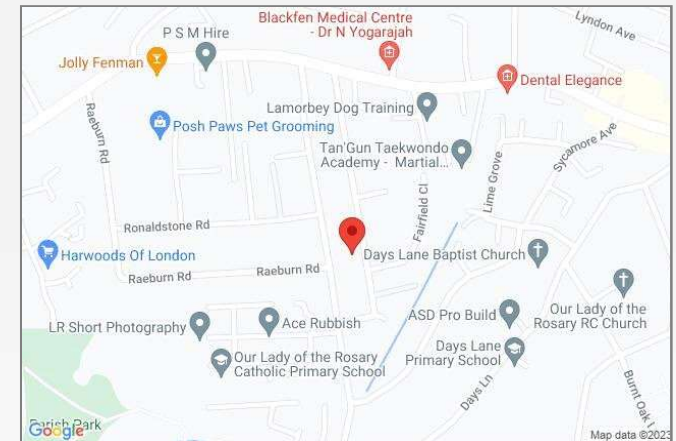 Blackfen Medical Centre
- Dr N Yogarajah
Lyndon Ave
P S M Hire
Jolly Fenman
Dental Elegance
Lamorbey Dog Training
Raeburn Rd
Posh Paws Pet Grooming
Tan'Gun Taekwondo
Academy - Martial...
Sycamore Ave
Lime Grove
Fairfield Cl
Ronaldstone Rd
Harwoods Of London
Days Lane Baptist Church
Raeburn Rd
Raeburn Rd
LR Short Photography
Ace Rubbish
ASD Pro Build
Our Lady of the
Rosary RC Church
Our Lady of the Rosary
Catholic Primary School
Days Lane
Primary School
Days Ln
Burnt Oak
Parish Park
Google
Map data ©2023